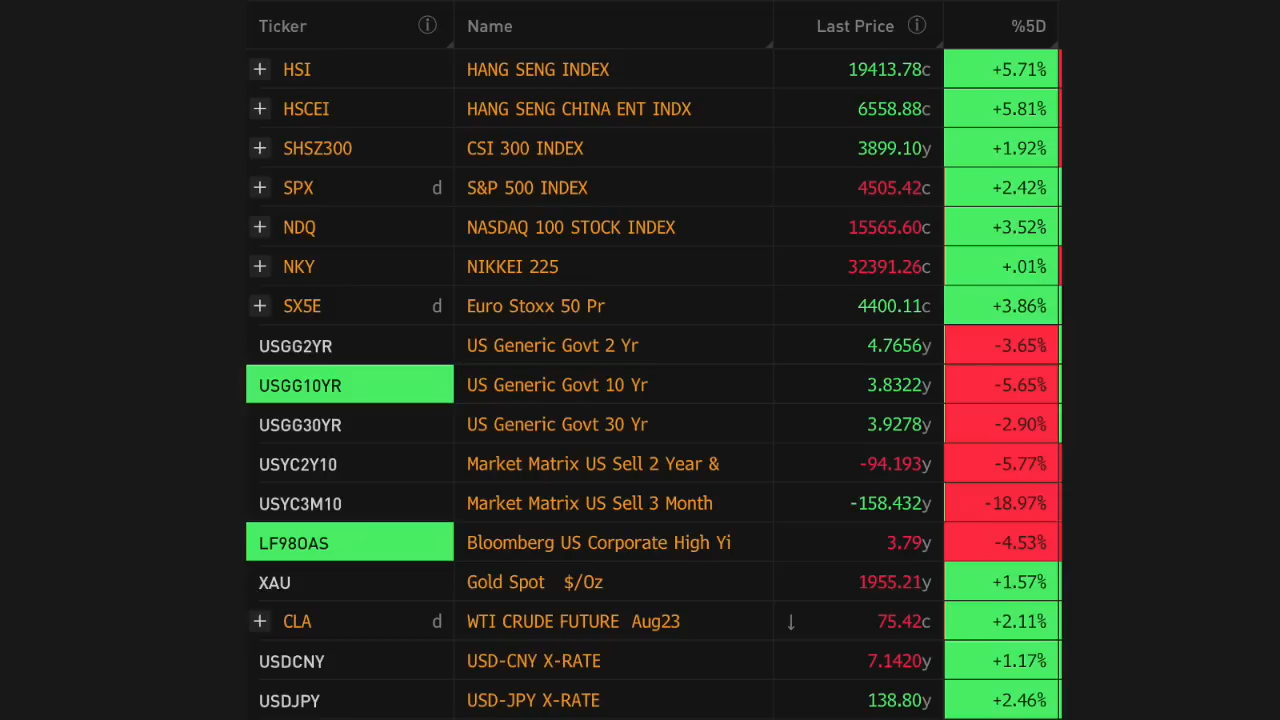 Ticker ⓘ Name Last Price ⓘ %5D
+ HSI HANG SENG INDEX 19413.78c +5.71%
+ HSCEI HANG SENG CHINA ENT INDX 6558.88c +5.81%
+ SHSZ300 CSI 300 INDEX 3899.10y +1.92%
+ SPX d S&P 500 INDEX 4505.42c +2.42%
+ NDQ NASDAQ 100 STOCK INDEX 15565.60c +3.52%
+ NKY NIKKEI 225 32391.26c +.01%
+ SX5E d Euro Stoxx 50 Pr 4400.11c +3.86%
USGG2YR US Generic Govt 2 Yr 4.7656y -3.65%
USGG10YR US Generic Govt 10 Yr 3.8322y -5.65%
USGG30YR US Generic Govt 30 Yr 3.9278y -2.90%
USYC2Y10 Market Matrix US Sell 2 Year & -94.193y -5.77%
USYC3M10 Market Matrix US Sell 3 Month -158.432y -18.97%
LF98OAS Bloomberg US Corporate High Yi 3.79y -4.53%
XAU Gold Spot $/Oz 1955.21y +1.57%
+ CLA d WTI CRUDE FUTURE Aug23 ↓ 75.42c +2.11%
USDCNY USD-CNY X-RATE 7.1420y +1.17%
USDJPY USD-JPY X-RATE 138.80y +2.46%